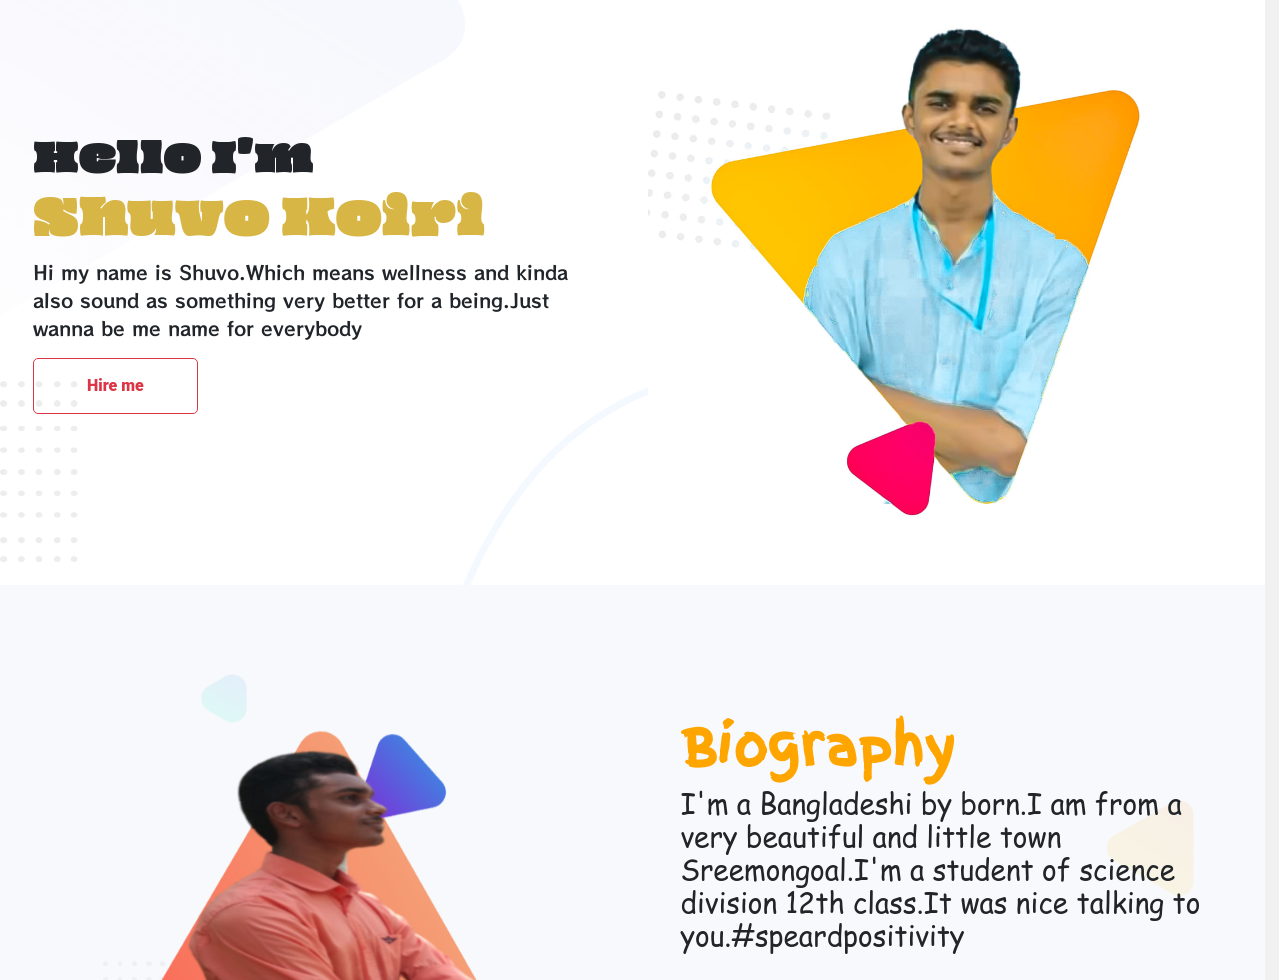 Hello I'm
Shuvo Koiri
Hi my name is Shuvo.Which means wellness and kinda
also sound as something very better for a being.Just
wanna be me name for everybody
Hire me
Biography
I'm a Bangladeshi by born.I am from a
very beautiful and little town
Sreemongoal.I'm a student of science
division 12th class.It was nice talking to
you.#speardpositivity